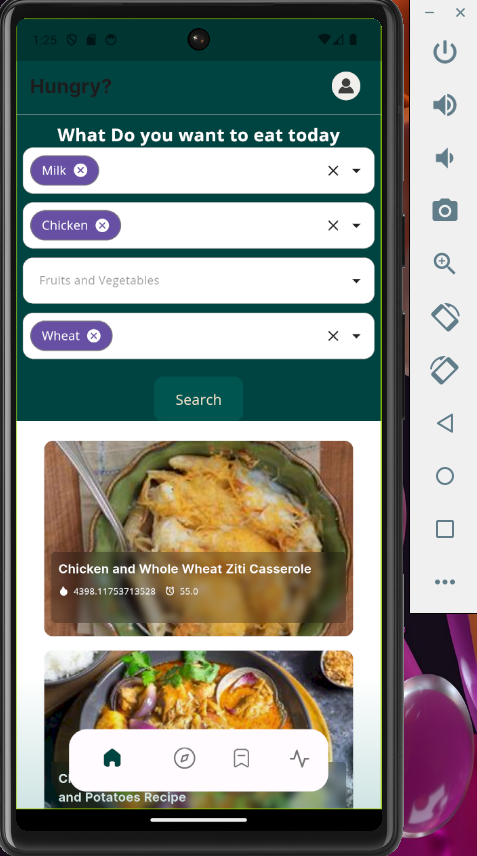 1:25
Hungry?
What Do you want to eat today
Milk
Chicken
Fruits and Vegetables
Wheat
Search
Chicken and Whole Wheat Ziti Casserole
4398.11753713528 55.0
and Potatoes Recipe